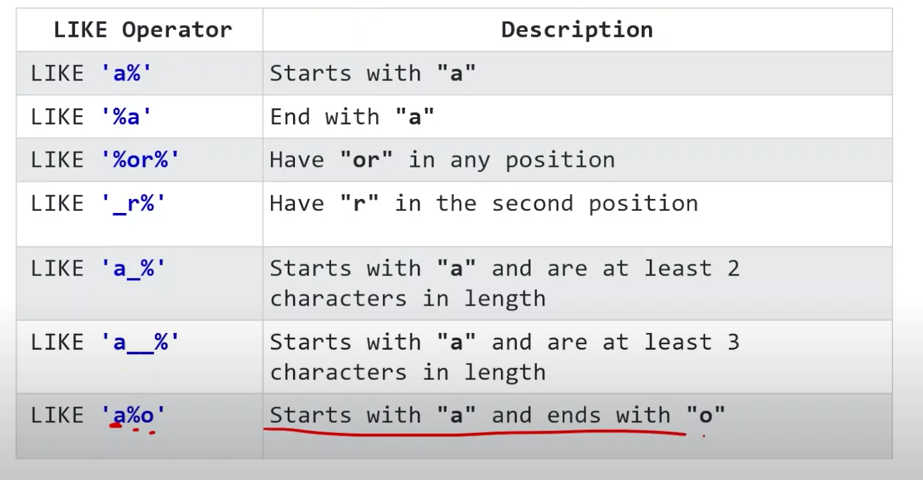 LIKE Operator Description
LIKE 'a%' Starts with "a"
LIKE '%a' End with "a"
LIKE '%or%' Have "or" in any position
LIKE '_r%' Have "r" in the second position
LIKE 'a_%' Starts with "a" and are at least 2
characters in length
LIKE 'a__%' Starts with "a" and are at least 3
characters in length
LIKE 'a%o' Starts with "a" and ends with "o"